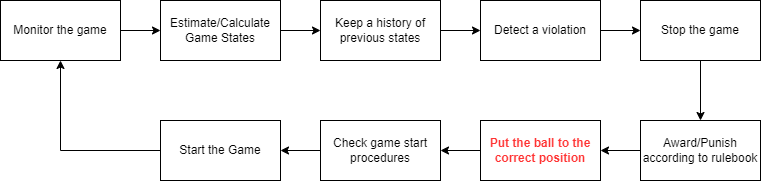 Monitor the game
Estimate/Calculate
Game States
Keep a history of
previous states
Detect a violation
Stop the game
Start the Game
Check game start
procedures
Put the ball to the
correct position
Award/Punish
according to rulebook